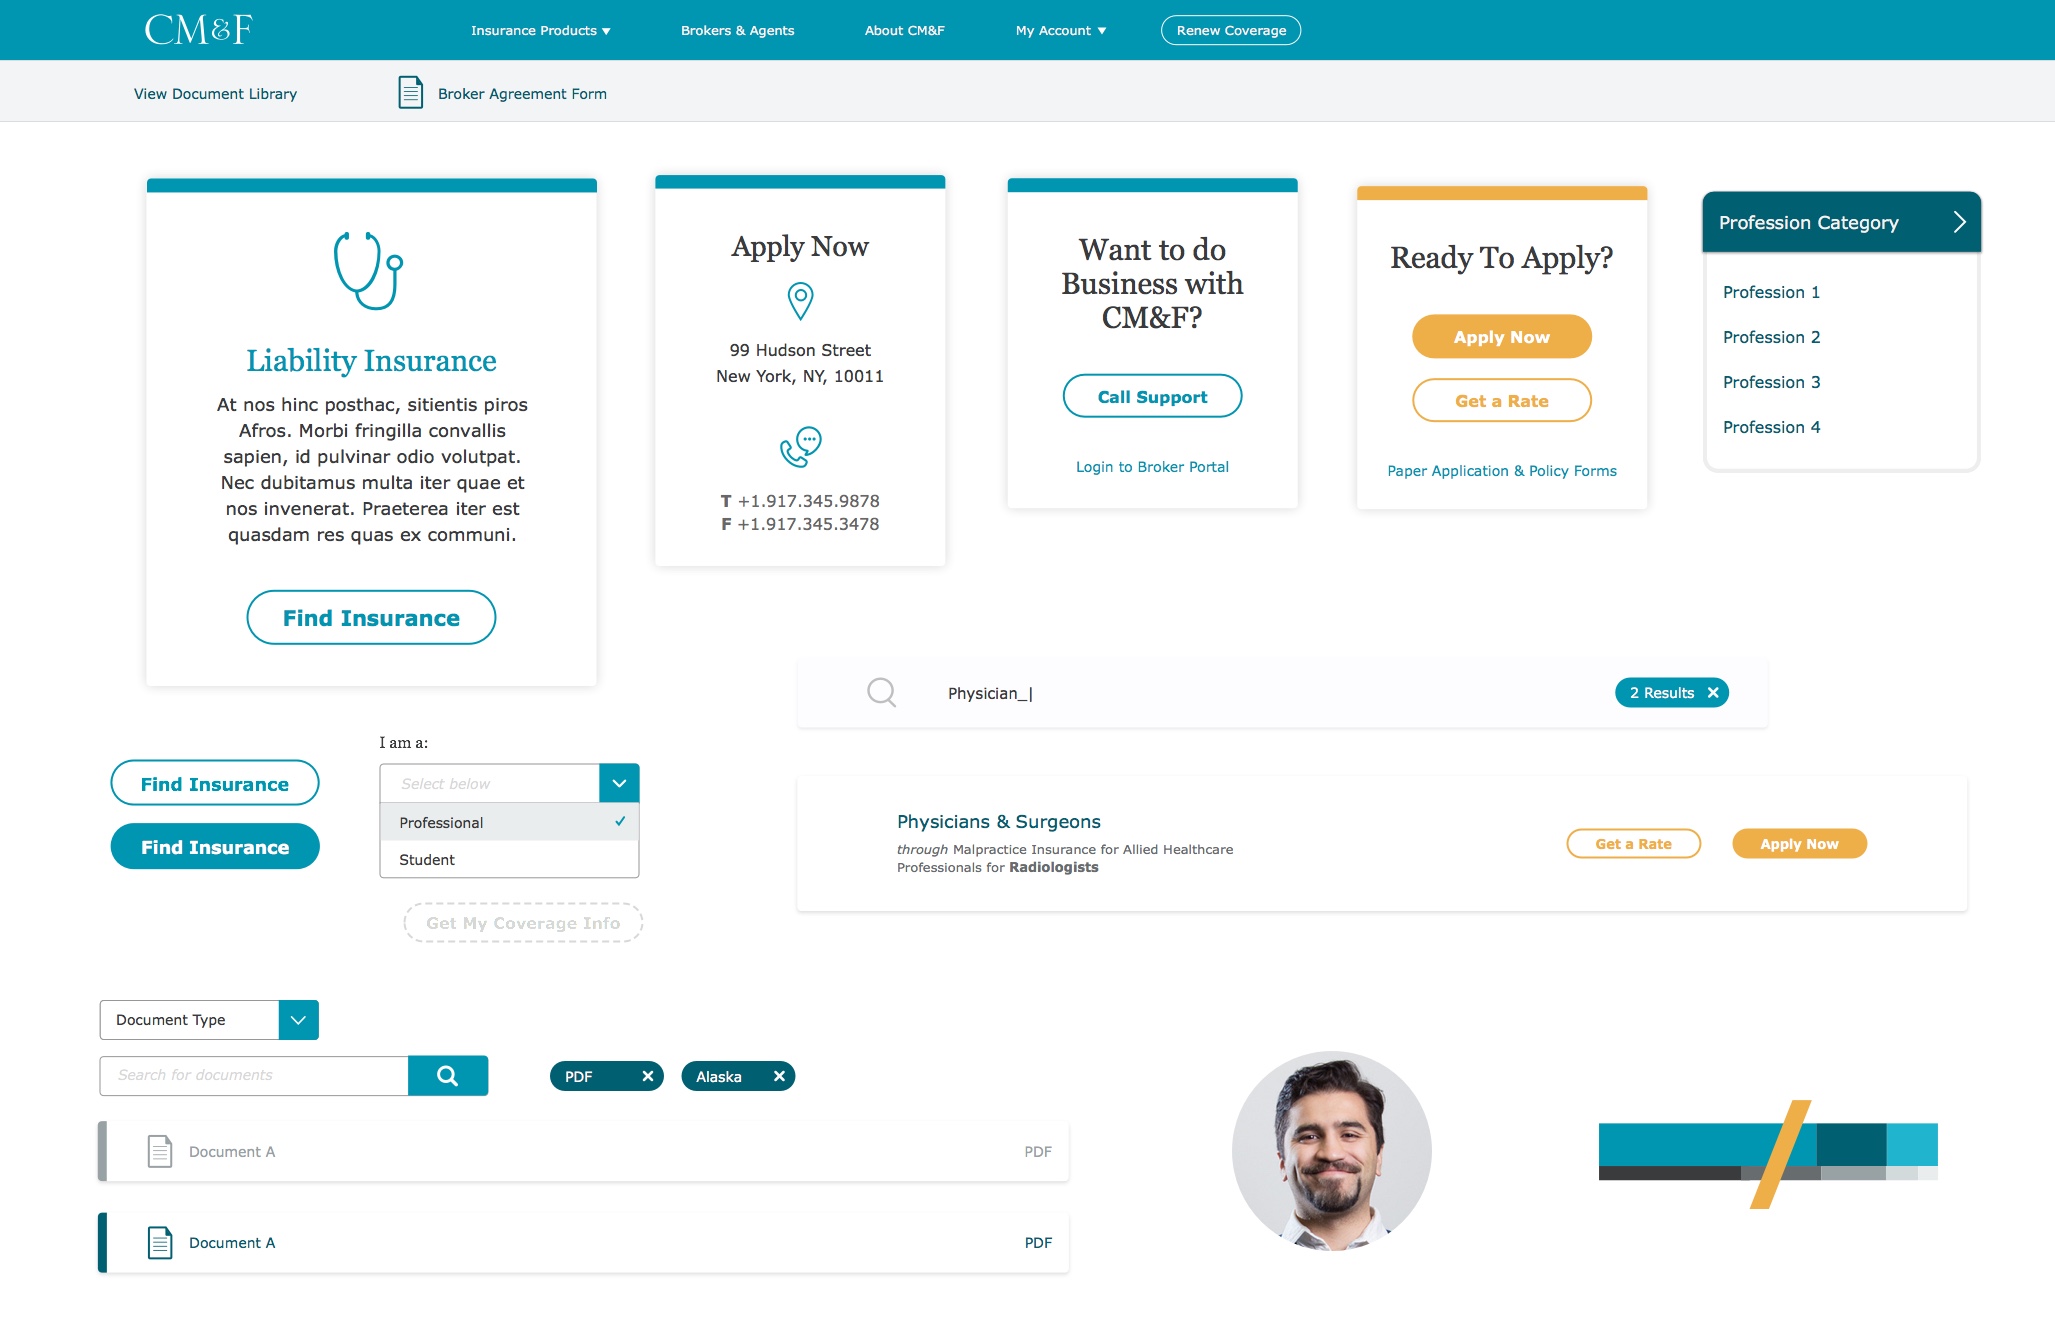 CM&F
Insurance Products
Brokers & Agents
About CM&F
My Account
Renew Coverage
View Document Library
Broker Agreement Form
Liability Insurance
At nos hinc posthac, sitientis piros
Afros. Morbi fringilla convallis
sapien, id pulvinar odio volutpat.
Nec dubitamus multa iter quae et
nos invenerat. Praeterea iter est
quasdam res quas ex communi.
Find Insurance
Apply Now
99 Hudson Street
New York, NY, 10011
T +1.917.345.9878
F +1.917.345.3478
Want to do
Business with
CM&F?
Call Support
Login to Broker Portal
Ready To Apply?
Apply Now
Get a Rate
Paper Application & Policy Forms
Profession Category
Profession 1
Profession 2
Profession 3
Profession 4
Physician_|
2 Results
Find Insurance
Find Insurance
I am a:
Select below
Professional
Student
Get My Coverage Info
Physicians & Surgeons
through Malpractice Insurance for Allied Healthcare
Professionals for Radiologists
Get a Rate
Apply Now
Document Type
Search for documents
PDF
Alaska
Document A
PDF
Document A
PDF